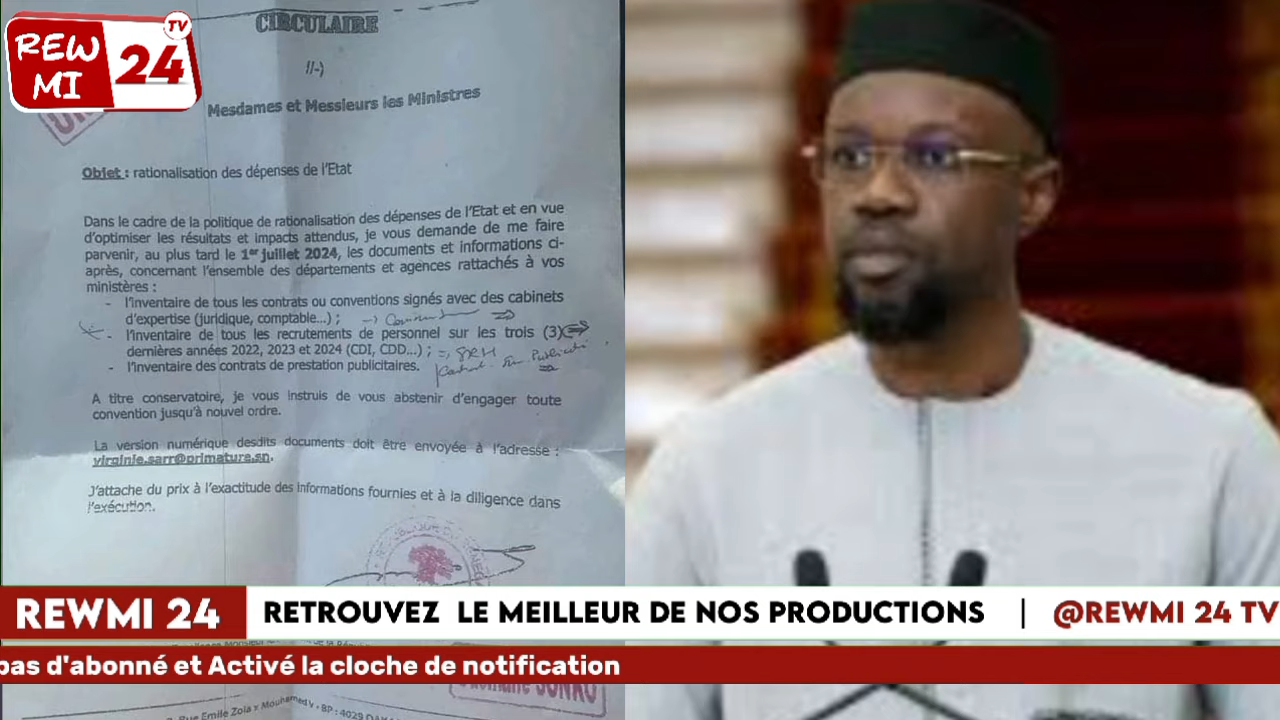 REW
MI
24
TV
CIRCULAIRE
Mesdames et Messieurs les Ministres
Objet : rationalisation des dépenses de l'Etat
Dans le cadre de la politique de rationalisation des dépenses de l'Etat et en vue
d'optimiser les résultats et impacts attendus, je vous demande de me faire
parvenir, au plus tard le 1er juillet 2024, les documents et informations ci-
après, concernant l'ensemble des départements et agences rattachés à vos
ministères :
- l'inventaire de tous les contrats ou conventions signés avec des cabinets
d'expertise (juridique, comptable...) ;
- l'inventaire de tous les recrutements de personnel sur les trois (3)
dernières années 2022, 2023 et 2024 (CDI, CDD...) ;
- l'inventaire des contrats de prestation publicitaires.
A titre conservatoire, je vous instruis de vous abstenir d'engager toute
convention jusqu'à nouvel ordre.
La version numérique desdits documents doit être envoyée à l'adresse :
virginie.sarr@primature.sn.
J'attache du prix à l'exactitude des informations fournies et à la diligence dans
l'exécution.
REWMI 24
RETROUVEZ LE MEILLEUR DE NOS PRODUCTIONS | @REWMI 24 TV
pas d'abonné et Activé la cloche de notification
SONKO
Rue Emile Zola x Mouhamed V - BP : 4029